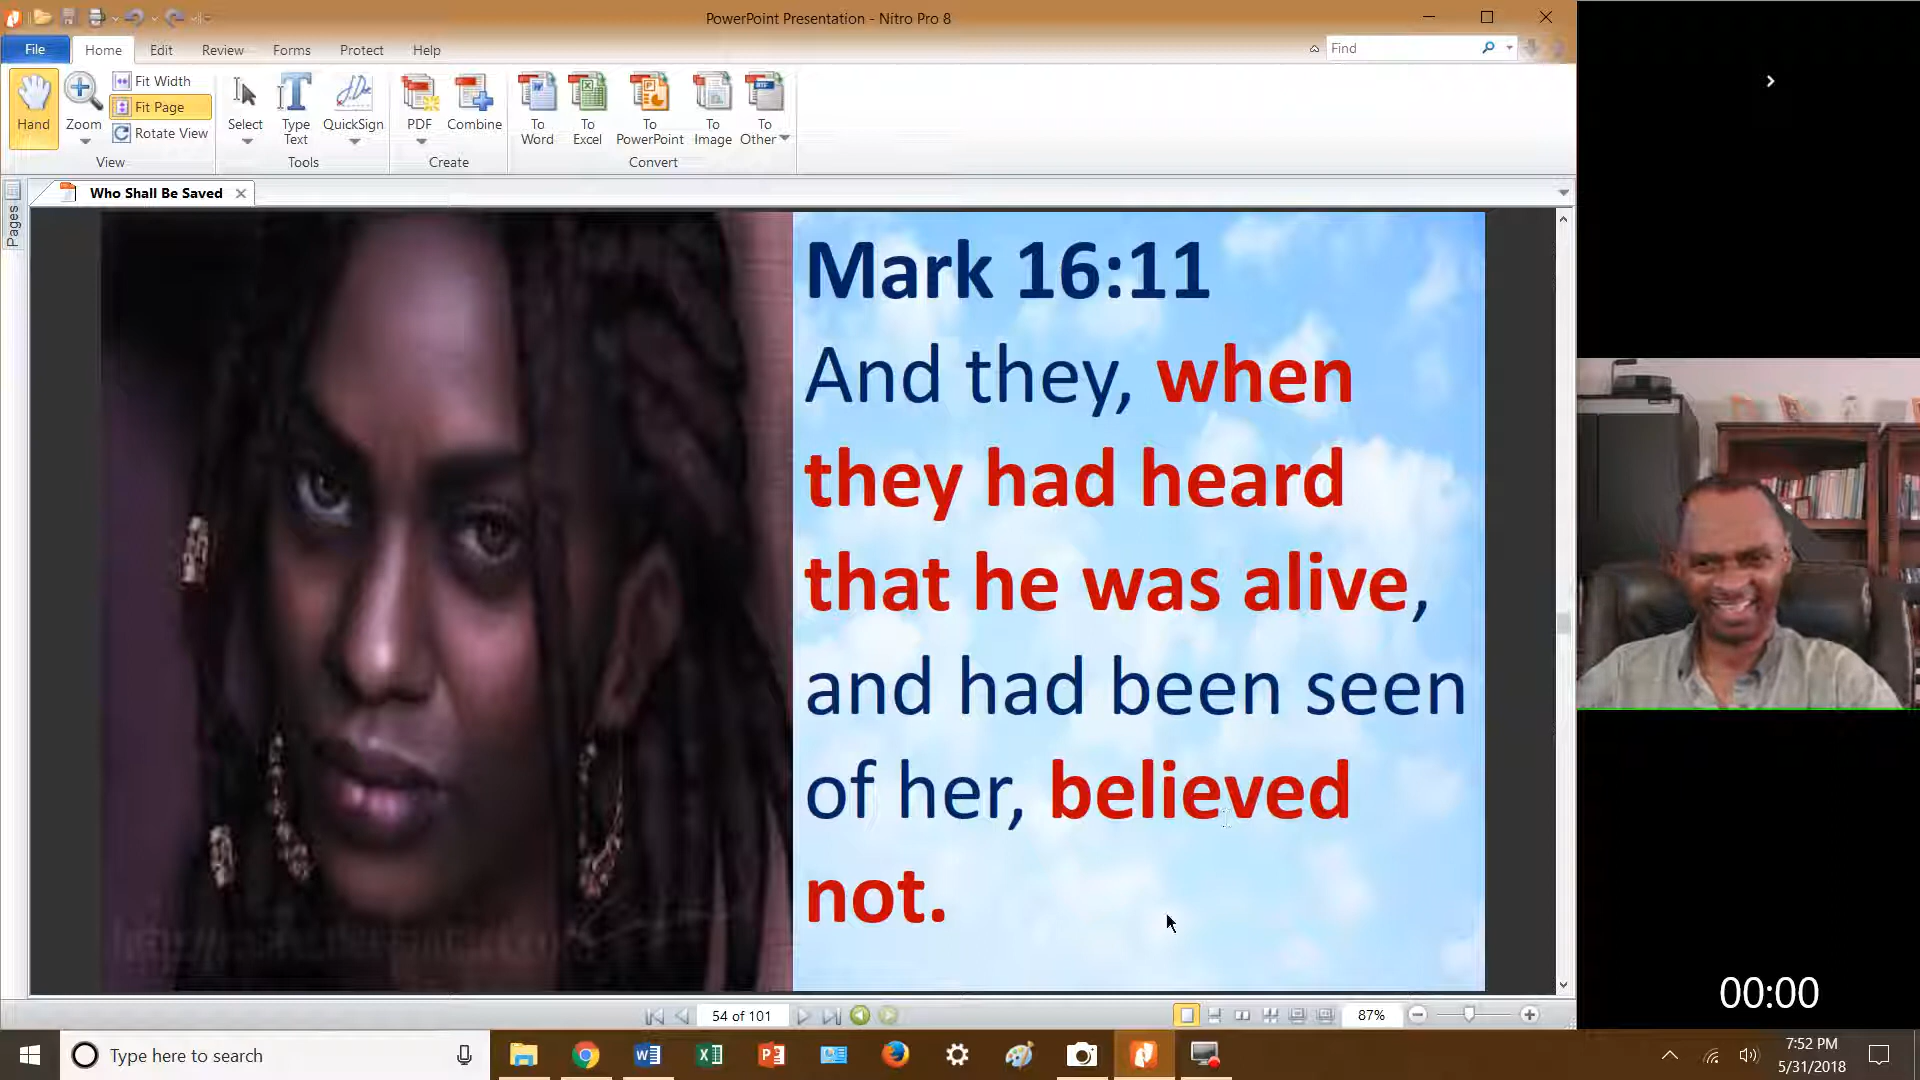 PowerPoint Presentation - Nitro Pro 8
File Home Edit Review Forms Protect Help
Find
Hand
Zoom
Fit Width
Fit Page
Rotate View
View
Select
Type
Text
QuickSign
Tools
PDF
Combine
Create
To
Word
To
Excel
To
PowerPoint
To
Image
To
Other
Convert
Pages
Who Shall Be Saved
Mark 16:11
And they, when
they had heard
that he was alive,
and had been seen
of her, believed
not.
00:00
54 of 101
87%
Type here to search
7:52 PM
5/31/2018